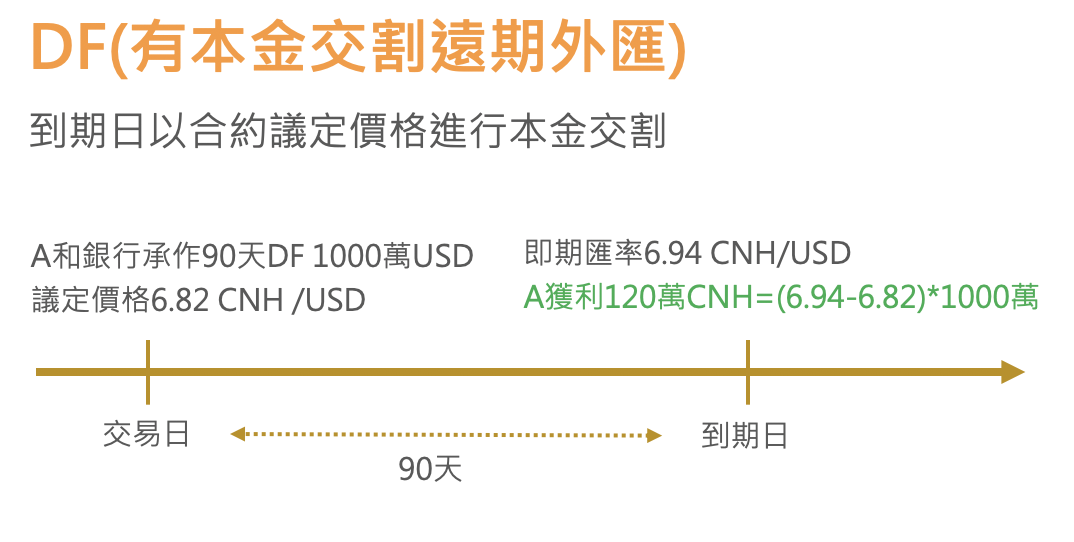 DF(有本金交割遠期外匯)
到期日以合約議定價格進行本金交割
A和銀行承作90天DF 1000萬USD
議定價格6.82 CNH /USD
即期匯率6.94 CNH/USD
A獲利120萬CNH=(6.94-6.82)*1000萬
交易日
到期日
90天